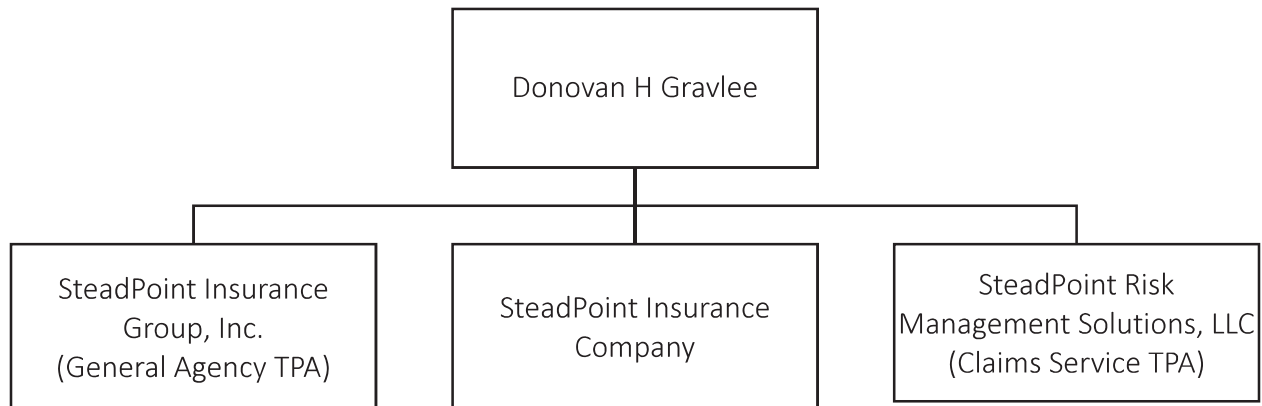 Donovan H Gravlee
SteadPoint Insurance
Group, Inc.
(General Agency TPA)
SteadPoint Insurance
Company
SteadPoint Risk
Management Solutions, LLC
(Claims Service TPA)